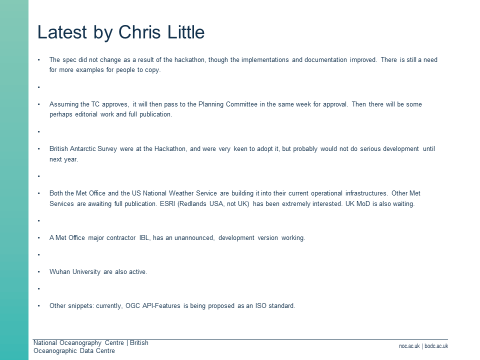 Latest by Chris Little
• The spec did not change as a result of the hackathon, though the implementations and documentation improved. There is still a need
for more examples for people to copy.
•
• Assuming the TC approves, it will then pass to the Planning Committee in the same week for approval. Then there will be some
perhaps editorial work and full publication.
•
• British Antarctic Survey were at the Hackathon, and were very keen to adopt it, but probably would not do serious development until
next year.
•
• Both the Met Office and the US National Weather Service are building it into their current operational infrastructures. Other Met
Services are awaiting full publication. ESRI (Redlands USA, not UK) has been extremely interested. UK MoD is also waiting.
•
• A Met Office major contractor IBL, has an unannounced, development version working.
•
• Wuhan University are also active.
•
• Other snippets: currently, OGC API-Features is being proposed as an ISO standard.
National Oceanography Centre | British
Oceanographic Data Centre
noc.ac.uk | bodc.ac.uk